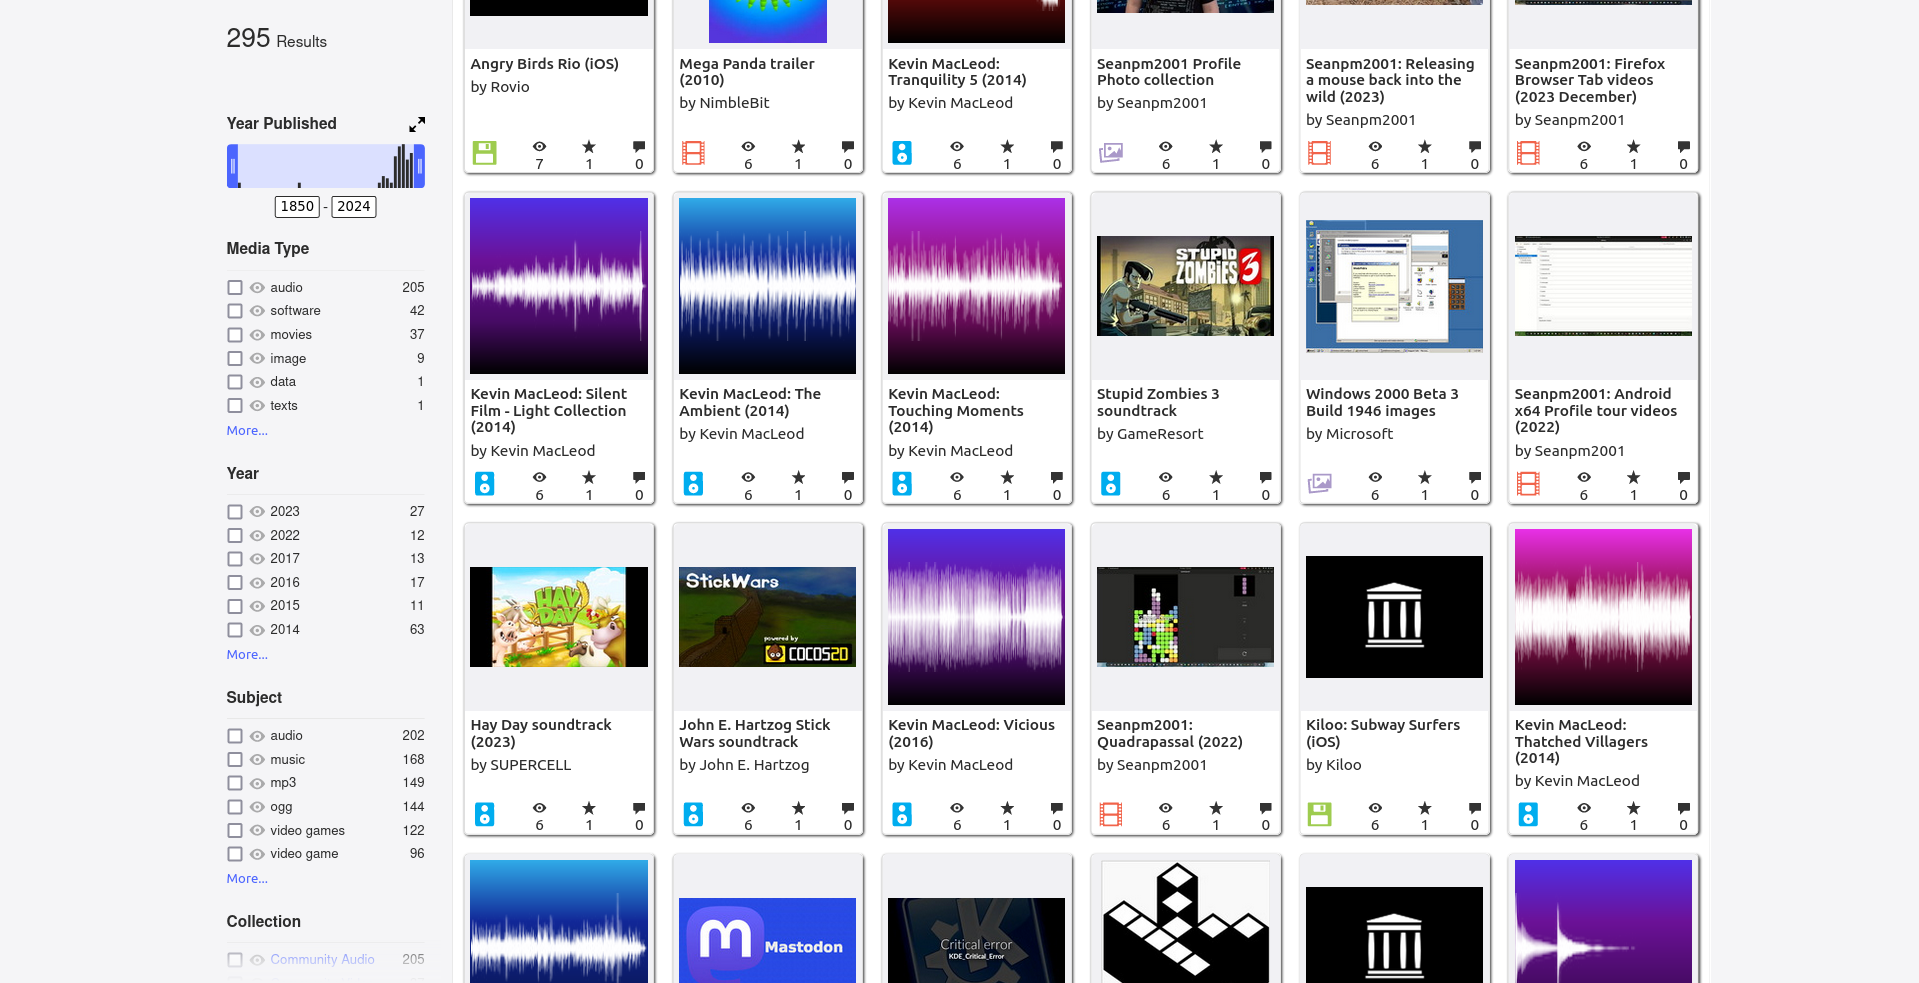 295 Results
Year Published
1850 - 2024
Media Type
audio 205
software 42
movies 37
image 9
data 1
texts 1
More...
Year
2023 27
2022 12
2017 13
2016 17
2015 11
2014 63
More...
Subject
audio 202
music 168
mp3 149
ogg 144
video games 122
video game 96
More...
Collection
Community Audio 205
Angry Birds Rio (iOS)
by Rovio
7 1 0
Mega Panda trailer
(2010)
by NimbleBit
6 1 0
Kevin MacLeod:
Tranquility 5 (2014)
by Kevin MacLeod
6 1 0
Seanpm2001 Profile
Photo collection
by Seanpm2001
6 1 0
Seanpm2001: Releasing
a mouse back into the
wild (2023)
by Seanpm2001
6 1 0
Seanpm2001: Firefox
Browser Tab videos
(2023 December)
by Seanpm2001
6 1 0
Kevin MacLeod: Silent
Film - Light Collection
(2014)
by Kevin MacLeod
6 1 0
Kevin MacLeod: The
Ambient (2014)
by Kevin MacLeod
6 1 0
Kevin MacLeod:
Touching Moments
(2014)
by Kevin MacLeod
6 1 0
STUPID
ZOMBIES 3
Stupid Zombies 3
soundtrack
by GameResort
6 1 0
Windows 2000 Beta 3
Build 1946 images
by Microsoft
6 1 0
Seanpm2001: Android
x64 Profile tour videos
(2022)
by Seanpm2001
6 1 0
HAY
DAY
Hay Day soundtrack
(2023)
by SUPERCELL
6 1 0
StickWars
powered by
COCOS2D
John E. Hartzog Stick
Wars soundtrack
by John E. Hartzog
6 1 0
Kevin MacLeod: Vicious
(2016)
by Kevin MacLeod
6 1 0
Seanpm2001:
Quadrapassal (2022)
by Seanpm2001
6 1 0
Kiloo: Subway Surfers
(iOS)
by Kiloo
6 1 0
Kevin MacLeod:
Thatched Villagers
(2014)
by Kevin MacLeod
6 1 0
Mastodon
Critical error
KDE_Critical_Error